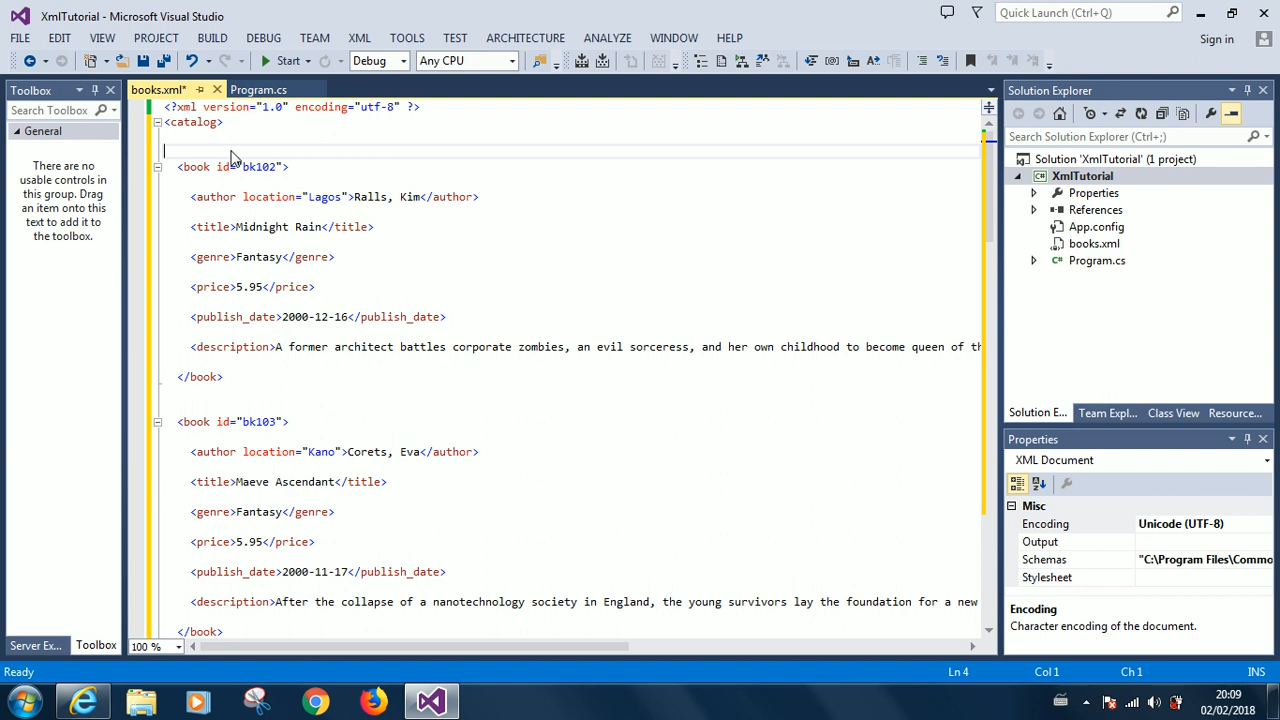 XmlTutorial - Microsoft Visual Studio
Quick Launch (Ctrl+Q)
FILE EDIT VIEW PROJECT BUILD DEBUG TEAM XML TOOLS TEST ARCHITECTURE ANALYZE WINDOW HELP
Sign in
Start Debug Any CPU
Toolbox
Search Toolbox
General
There are no
usable controls in
this group. Drag
an item onto this
text to add it to
the toolbox.
Server Ex... Toolbox
books.xml* Program.cs
<?xml version="1.0" encoding="utf-8" ?>
<catalog>
<book id="bk102">
<author location="Lagos">Ralls, Kim</author>
<title>Midnight Rain</title>
<genre>Fantasy</genre>
<price>5.95</price>
<publish_date>2000-12-16</publish_date>
<description>A former architect battles corporate zombies, an evil sorceress, and her own childhood to become queen of th
</book>
<book id="bk103">
<author location="Kano">Corets, Eva</author>
<title>Maeve Ascendant</title>
<genre>Fantasy</genre>
<price>5.95</price>
<publish_date>2000-11-17</publish_date>
<description>After the collapse of a nanotechnology society in England, the young survivors lay the foundation for a new
</book>
100 %
Solution Explorer
Search Solution Explorer (Ctrl+;)
Solution 'XmlTutorial' (1 project)
XmlTutorial
Properties
References
App.config
books.xml
Program.cs
Solution E... Team Expl... Class View Resource...
Properties
XML Document
Misc
Encoding Unicode (UTF-8)
Output
Schemas "C:\Program Files\Commo
Stylesheet
Encoding
Character encoding of the document.
Ready Ln 4 Col 1 Ch 1 INS
20:09
02/02/2018